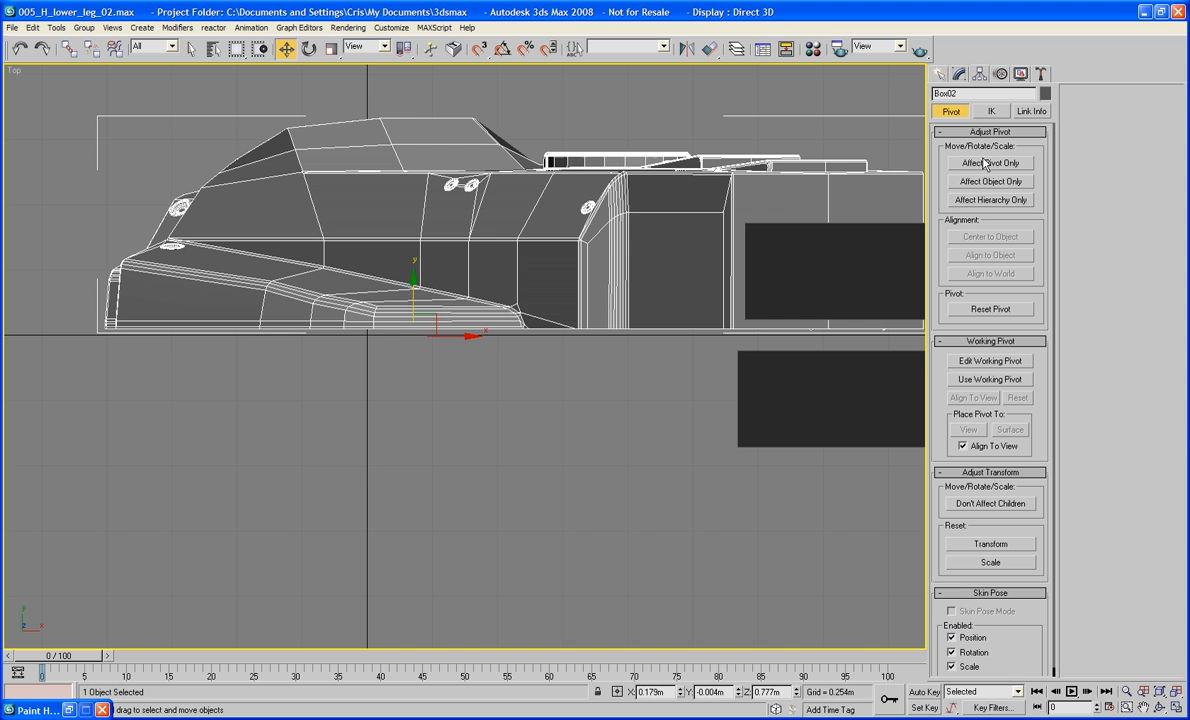 005_H_lower_leg_02.max - Project Folder: C:\Documents and Settings\Cris\My Documents\3dsmax - Autodesk 3ds Max 2008 - Not for Resale - Display : Direct 3D
File Edit Tools Group Views Create Modifiers reactor Animation Graph Editors Rendering Customize MAXScript Help
All View View
Top
Box02
Pivot IK Link Info
- Adjust Pivot
Move/Rotate/Scale:
Affect Pivot Only
Affect Object Only
Affect Hierarchy Only
Alignment:
Center to Object
Align to Object
Align to World
Pivot:
Reset Pivot
- Working Pivot
Edit Working Pivot
Use Working Pivot
Align To View Reset
Place Pivot To:
View Surface
Align To View
- Adjust Transform
Move/Rotate/Scale:
Don't Affect Children
Reset:
Transform
Scale
- Skin Pose
Skin Pose Mode
Enabled:
Position
Rotation
Scale
y
x
y
z x
< 0 / 100 >
0 5 10 15 20 25 30 35 40 45 50 55 60 65 70 75 80 85 90 95 100
1 Object Selected X: 0.179m Y: -0.004m Z: 0.777m Grid = 0.254m Auto Key Selected
Paint H... drag to select and move objects Add Time Tag Set Key Key Filters... 0